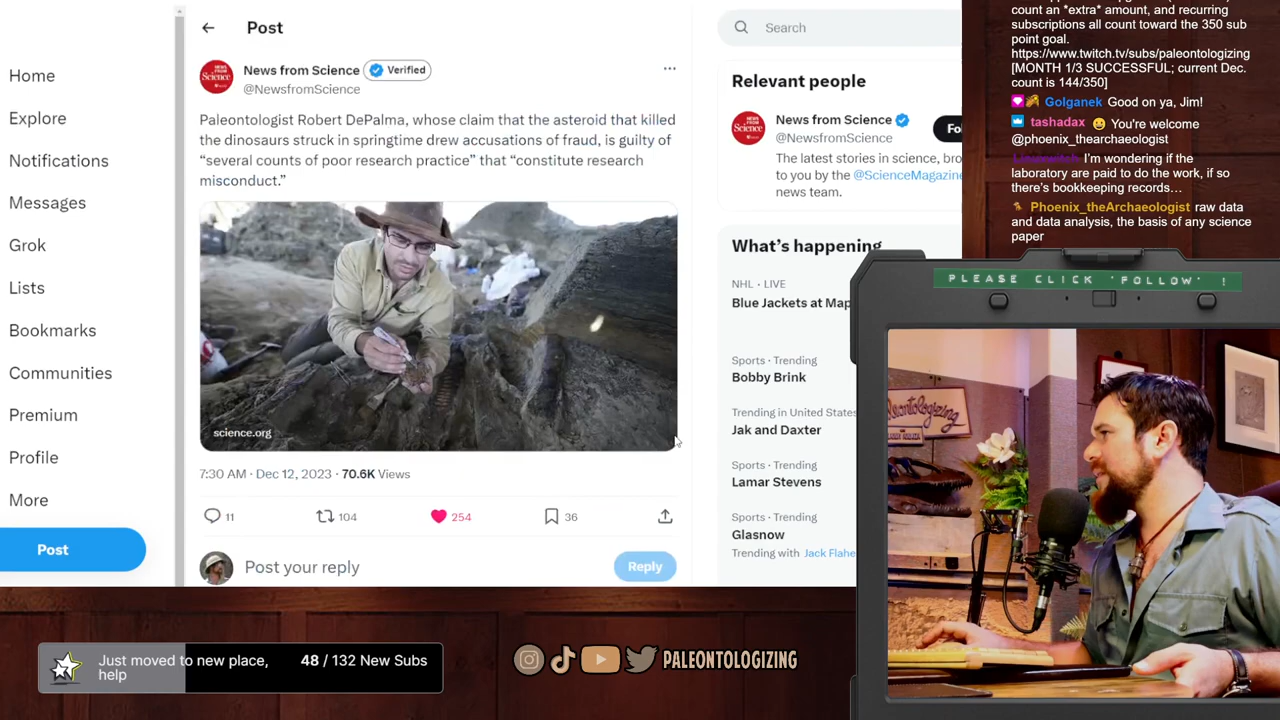 Home
Explore
Notifications
Messages
Grok
Lists
Bookmarks
Communities
Premium
Profile
More
Post
Post
News from Science Verified
@NewsfromScience
Paleontologist Robert DePalma, whose claim that the asteroid that killed
the dinosaurs struck in springtime drew accusations of fraud, is guilty of
“several counts of poor research practice” that “constitute research
misconduct.”
science.org
7:30 AM · Dec 12, 2023 · 70.6K Views
11 104 254 36
Post your reply
Reply
Search
Relevant people
News from Science
@NewsfromScience
Fol
The latest stories in science, bro
to you by the @ScienceMagazine
news team.
What's happening
NHL · LIVE
Blue Jackets at Map
Sports · Trending
Bobby Brink
Trending in United States
Jak and Daxter
Sports · Trending
Lamar Stevens
Sports · Trending
Glasnow
Trending with Jack Flahe
count an *extra* amount, and recurring
subscriptions all count toward the 350 sub
point goal.
https://www.twitch.tv/subs/paleontologizing
[MONTH 1/3 SUCCESSFUL; current Dec.
count is 144/350]
Golganek Good on ya, Jim!
tashadax 😀 You're welcome
@phoenix_thearchaeologist
I'm wondering if the
laboratory are paid to do the work, if so
there's bookkeeping records…
Phoenix_theArchaeologist raw data
and data analysis, the basis of any science
paper
PLEASE CLICK 'FOLLOW' !
Just moved to new place,
help
48 / 132 New Subs
PALEONTOLOGIZING